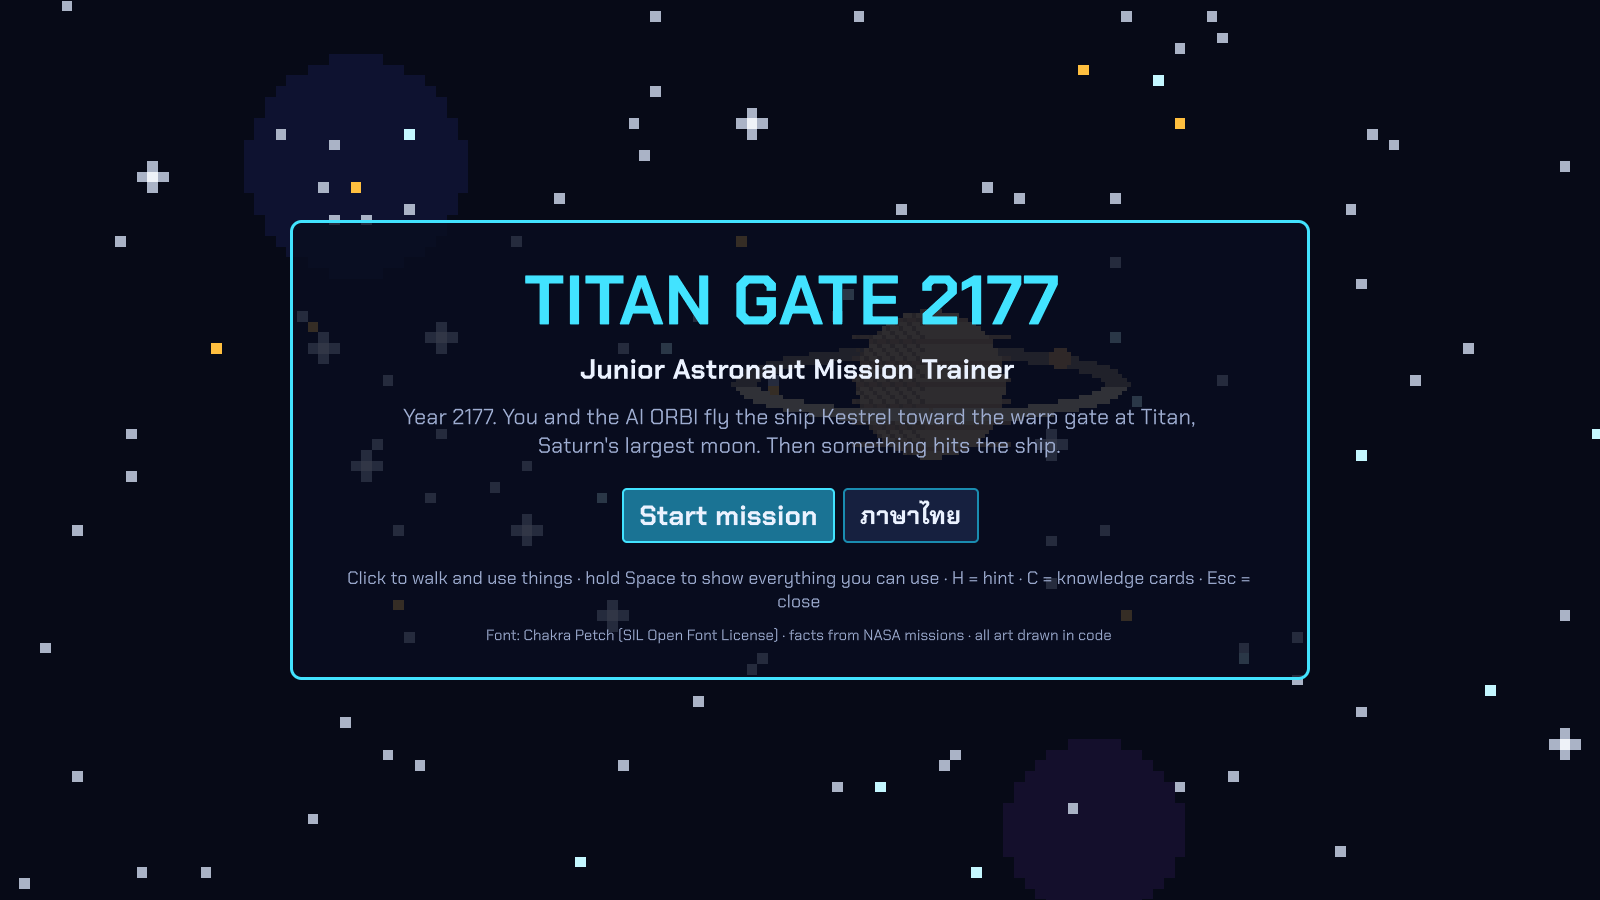 TITAN GATE 2177
Junior Astronaut Mission Trainer
Year 2177. You and the AI ORBI fly the ship Kestrel toward the warp gate at Titan,
Saturn's largest moon. Then something hits the ship.
Start mission
ภาษาไทย
Click to walk and use things · hold Space to show everything you can use · H = hint · C = knowledge cards · Esc =
close
Font: Chakra Petch (SIL Open Font License) · facts from NASA missions · all art drawn in code